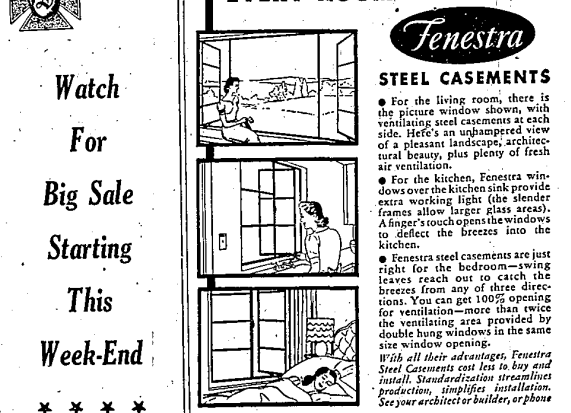 Watch
For
Big Sale
Starting
This
Week-End
Fenestra
STEEL CASEMENTS
● For the living room, there is
the picture window shown, with
ventilating steel casements at each
side. Here's an unhampered view
of a pleasant landscape, architec-
tural beauty, plus plenty of fresh
air ventilation.
● For the kitchen, Fenestra win-
dows over the kitchen sink provide
extra working light (the slender
frames allow larger glass areas).
A finger's touch opens the windows
to deflect the breezes into the
kitchen.
● Fenestra steel casements are just
right for the bedroom—swing
leaves reach out to catch the
breezes from any of three direc-
tions. You can get 100% opening
for ventilation—more than twice
the ventilating area provided by
double hung windows in the same
size window opening.
With all their advantages, Fenestra
Steel Casements cost less to buy and
install. Standardization streamlines
production, simplifies installation.
See your architect or builder, or phone